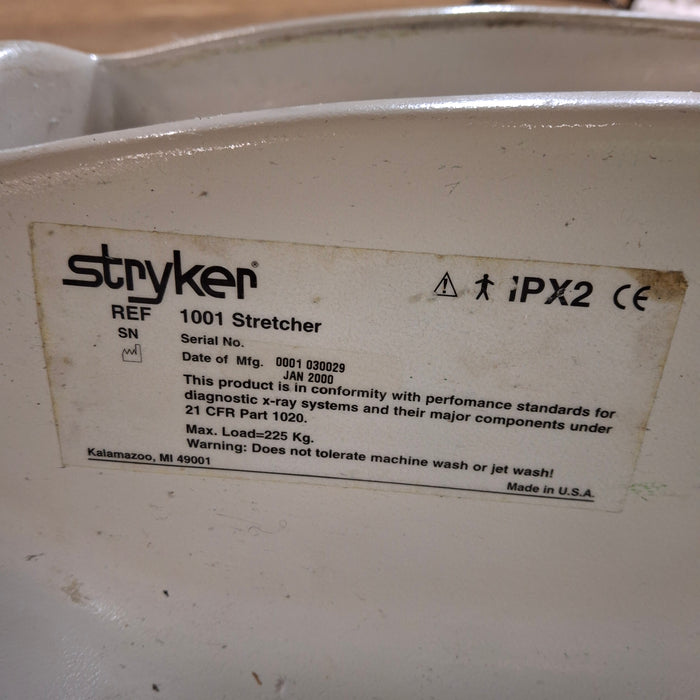 stryker®
IPX2 CE
REF 1001 Stretcher
SN Serial No. 0001 030029
Date of Mfg. JAN 2000
This product is in conformity with perfomance standards for
diagnostic x-ray systems and their major components under
21 CFR Part 1020.
Max. Load=225 Kg.
Warning: Does not tolerate machine wash or jet wash!
Kalamazoo, MI 49001
Made in U.S.A.